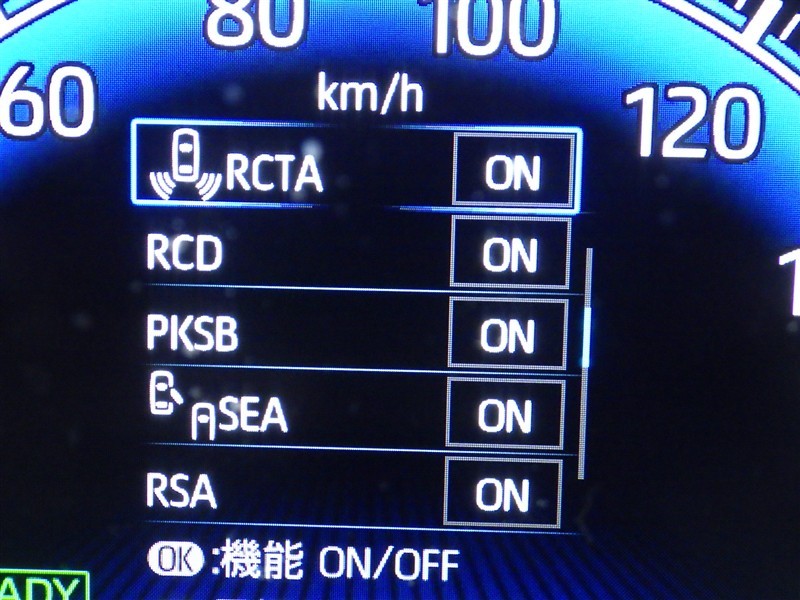 80 100
60 km/h 120
RCTA ON
RCD ON
PKSB ON
SEA ON
RSA ON
OK :機能 ON/OFF